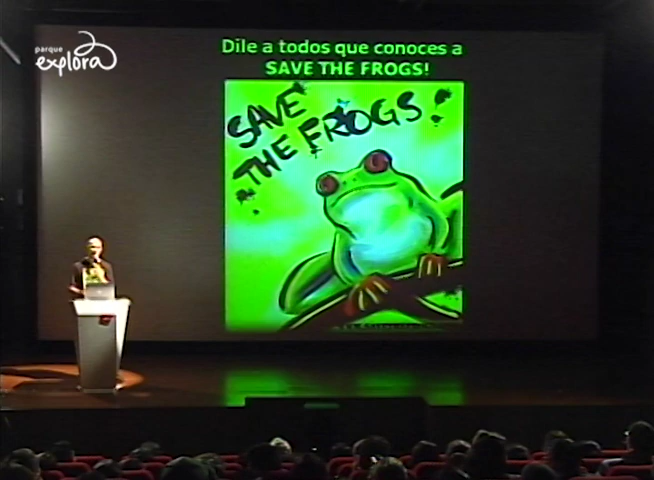 parque
explora
Dile a todos que conoces a
SAVE THE FROGS!
SAVE
THE FROGS!